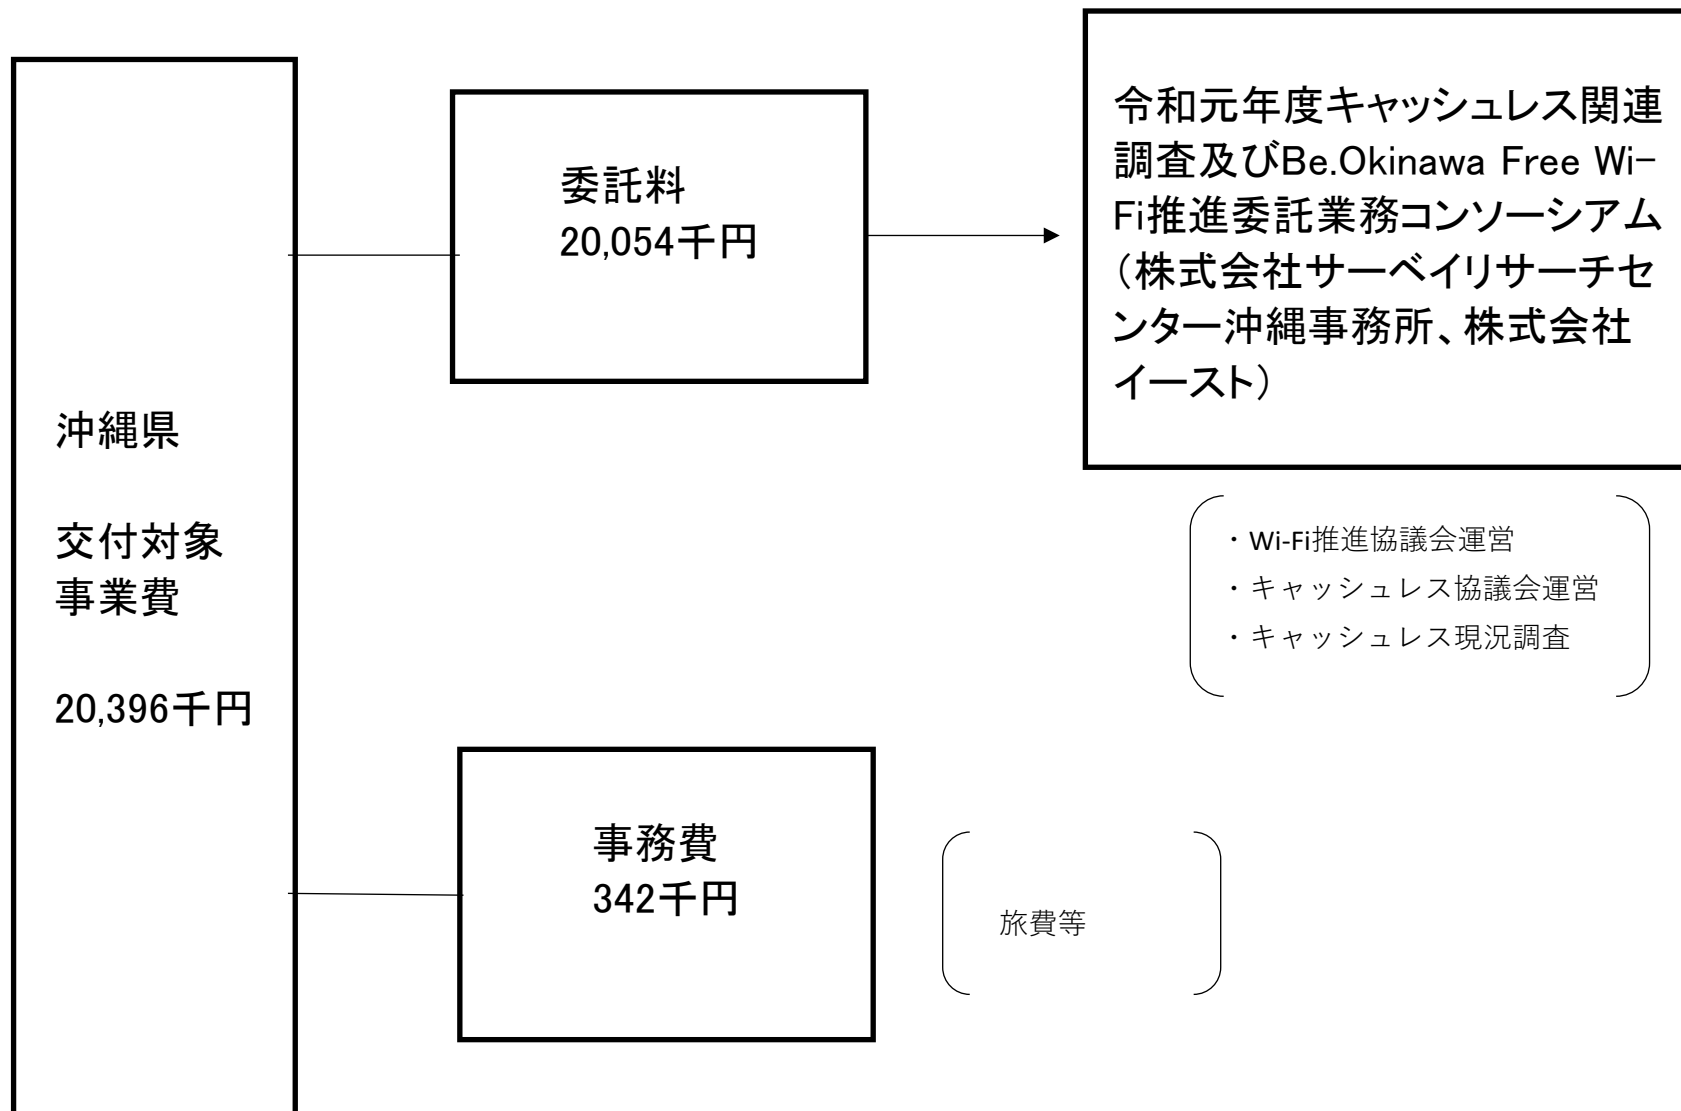 沖縄県
交付対象
事業費
20,396千円
委託料
20,054千円
令和元年度キャッシュレス関連
調査及びBe.Okinawa Free Wi-
Fi推進委託業務コンソーシアム
（株式会社サーベイリサーチセ
ンター沖縄事務所、株式会社
イースト）
・Wi-Fi推進協議会運営
・キャッシュレス協議会運営
・キャッシュレス現況調査
事務費
342千円
旅費等